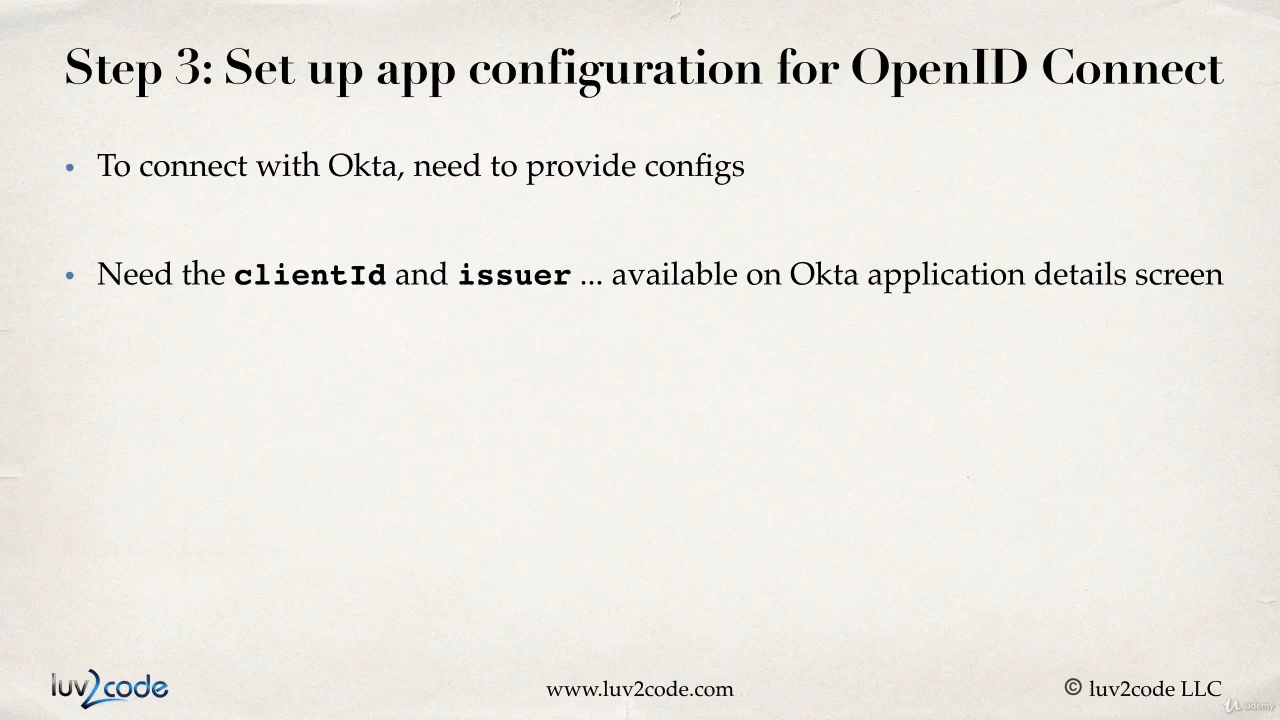 Step 3: Set up app configuration for OpenID Connect
• To connect with Okta, need to provide configs
• Need the clientId and issuer ... available on Okta application details screen
luv2code
www.luv2code.com
© luv2code LLC
Udemy